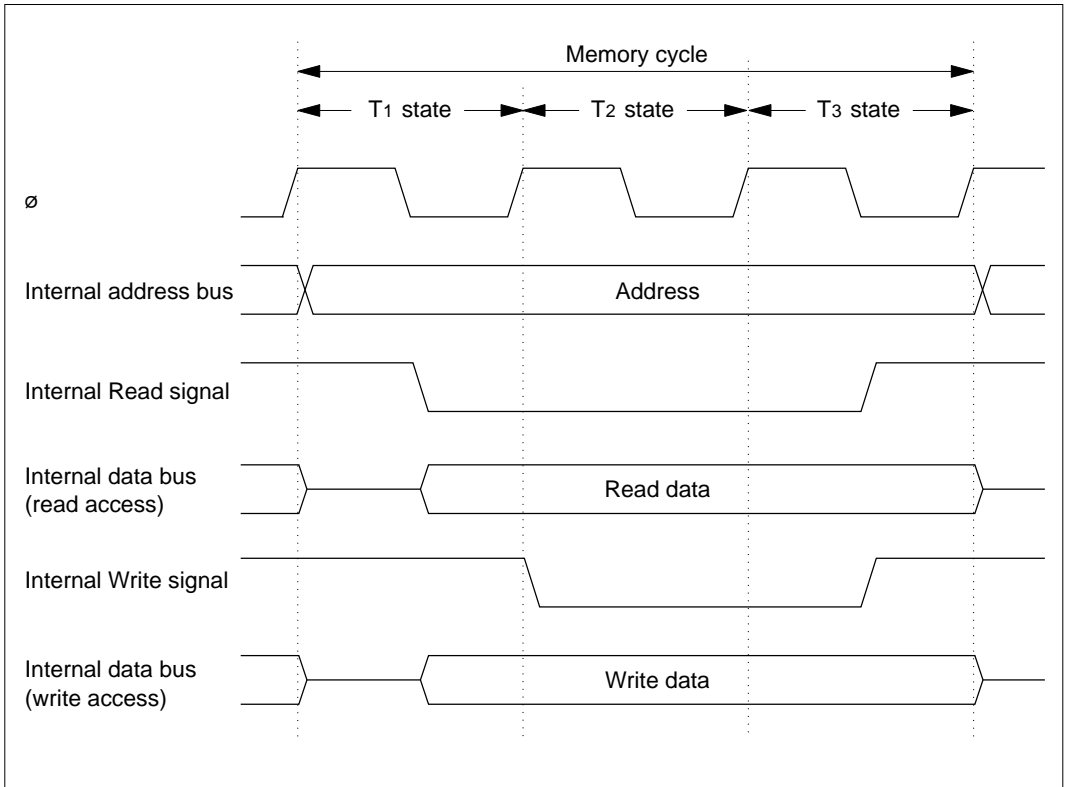 Memory cycle
T1 state T2 state T3 state
ø
Internal address bus
Address
Internal Read signal
Internal data bus
(read access)
Read data
Internal Write signal
Internal data bus
(write access)
Write data